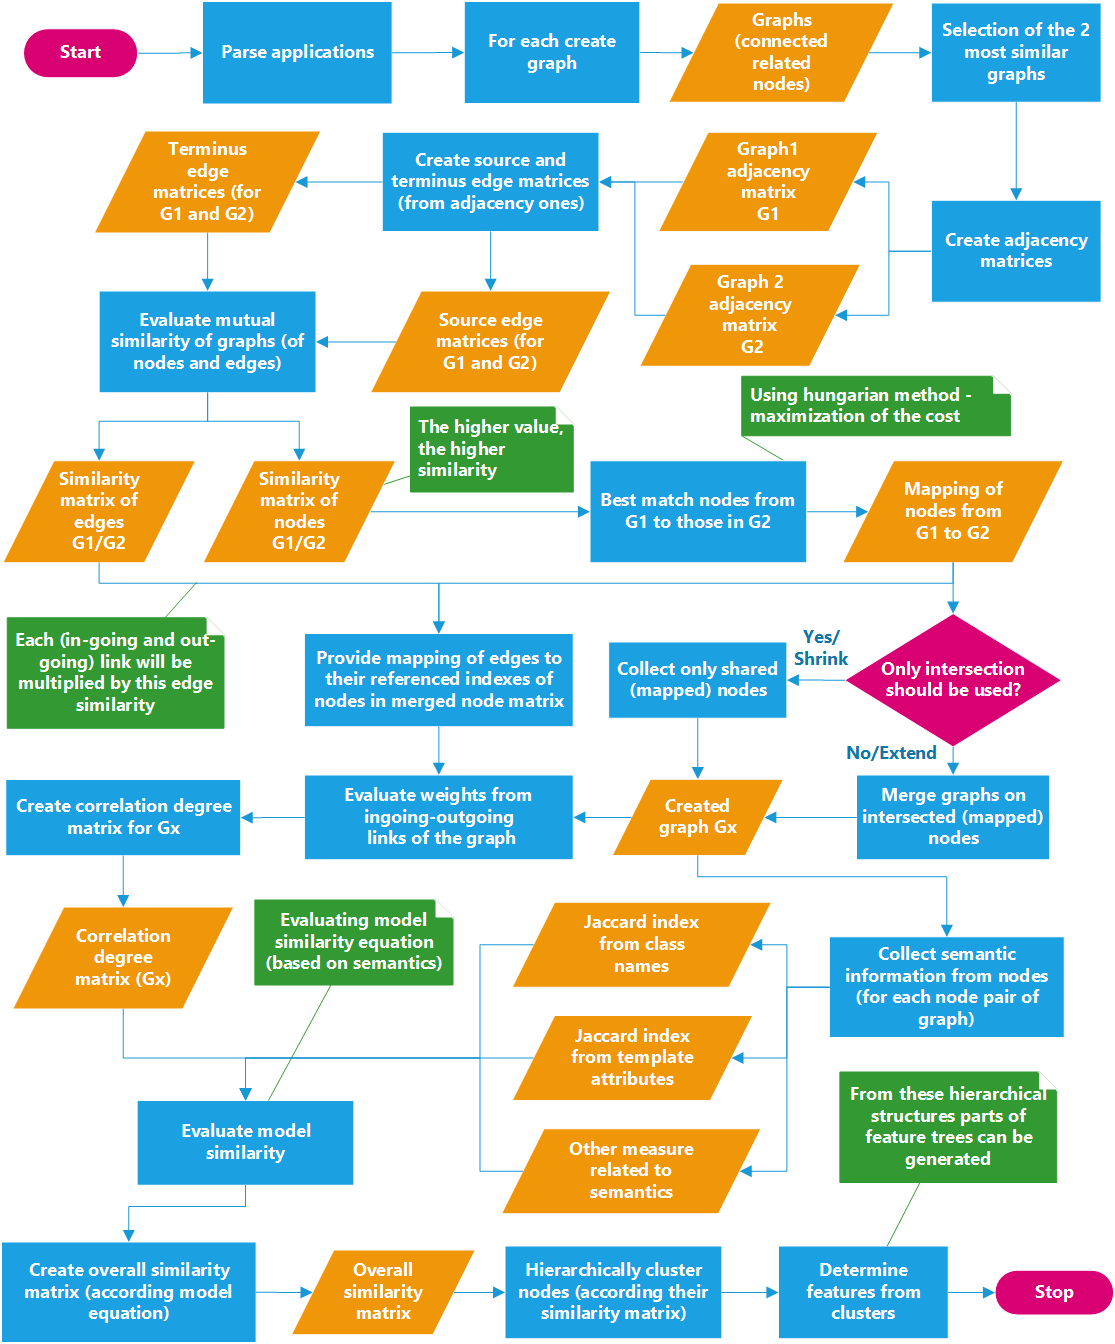 Start
Parse applications
For each create
graph
Graphs
(connected
related
nodes)
Selection of the 2
most similar
graphs
Terminus
edge
matrices (for
G1 and G2)
Create source and
terminus edge matrices
(from adjacency ones)
Graph1
adjacency
matrix
G1
Create adjacency
matrices
Graph 2
adjacency
matrix
G2
Evaluate mutual
similarity of graphs (of
nodes and edges)
Source edge
matrices (for
G1 and G2)
Using hungarian method -
maximization of the cost
The higher value,
the higher
similarity
Similarity
matrix of
edges
G1/G2
Similarity
matrix of
nodes
G1/G2
Best match nodes from
G1 to those in G2
Mapping of
nodes from
G1 to G2
Each (in-going and out-
going) link will be
multiplied by this edge
similarity
Provide mapping of edges to
their referenced indexes of
nodes in merged node matrix
Collect only shared
(mapped) nodes
Yes/
Shrink
Only intersection
should be used?
No/Extend
Create correlation degree
matrix for Gx
Evaluate weights from
ingoing-outgoing
links of the graph
Created
graph Gx
Merge graphs on
intersected (mapped)
nodes
Correlation
degree
matrix (Gx)
Evaluating model
similarity equation
(based on semantics)
Jaccard index
from class
names
Collect semantic
information from nodes
(for each node pair of
graph)
Jaccard index
from template
attributes
From these hierarchical
structures parts of
feature trees can be
generated
Evaluate model
similarity
Other measure
related to
semantics
Create overall similarity
matrix (according model
equation)
Overall
similarity
matrix
Hierarchically cluster
nodes (according their
similarity matrix)
Determine
features from
clusters
Stop